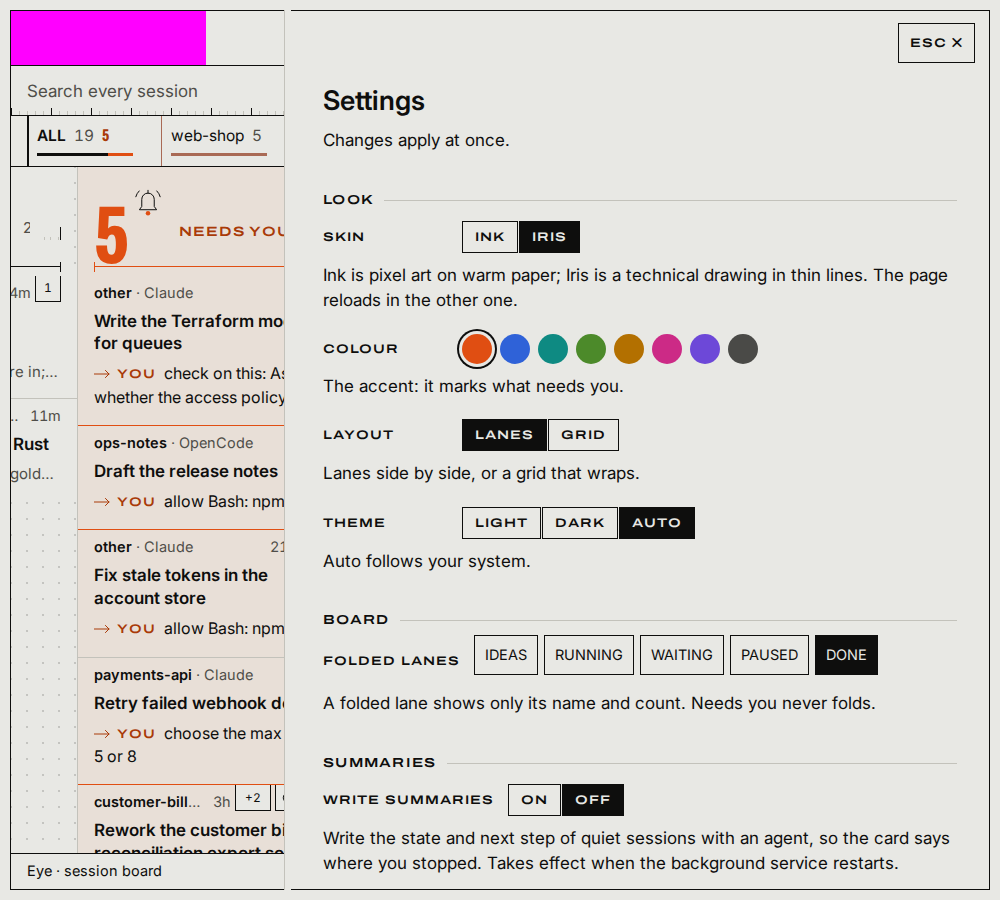 ESC ✕
Settings
Changes apply at once.
LOOK
SKIN
INK IRIS
Ink is pixel art on warm paper; Iris is a technical drawing in thin lines. The page
reloads in the other one.
COLOUR
The accent: it marks what needs you.
LAYOUT
LANES GRID
Lanes side by side, or a grid that wraps.
THEME
LIGHT DARK AUTO
Auto follows your system.
BOARD
FOLDED LANES
IDEAS RUNNING WAITING PAUSED DONE
A folded lane shows only its name and count. Needs you never folds.
SUMMARIES
WRITE SUMMARIES
ON OFF
Write the state and next step of quiet sessions with an agent, so the card says
where you stopped. Takes effect when the background service restarts.
Search every session
ALL 19 5
web-shop 5
4m 1
re in;...
.. 11m
Rust
gold...
5
NEEDS YOU
other · Claude
Write the Terraform
for queues
→ YOU check on this:
whether the access policy
ops-notes · OpenCode
Draft the release notes
→ YOU allow Bash: npm
other · Claude
Fix stale tokens in the
account store
→ YOU allow Bash: npm
payments-api · Claude
Retry failed webhook
→ YOU choose the max
5 or 8
customer-bill... 3h +2
Rework the customer
Eye · session board